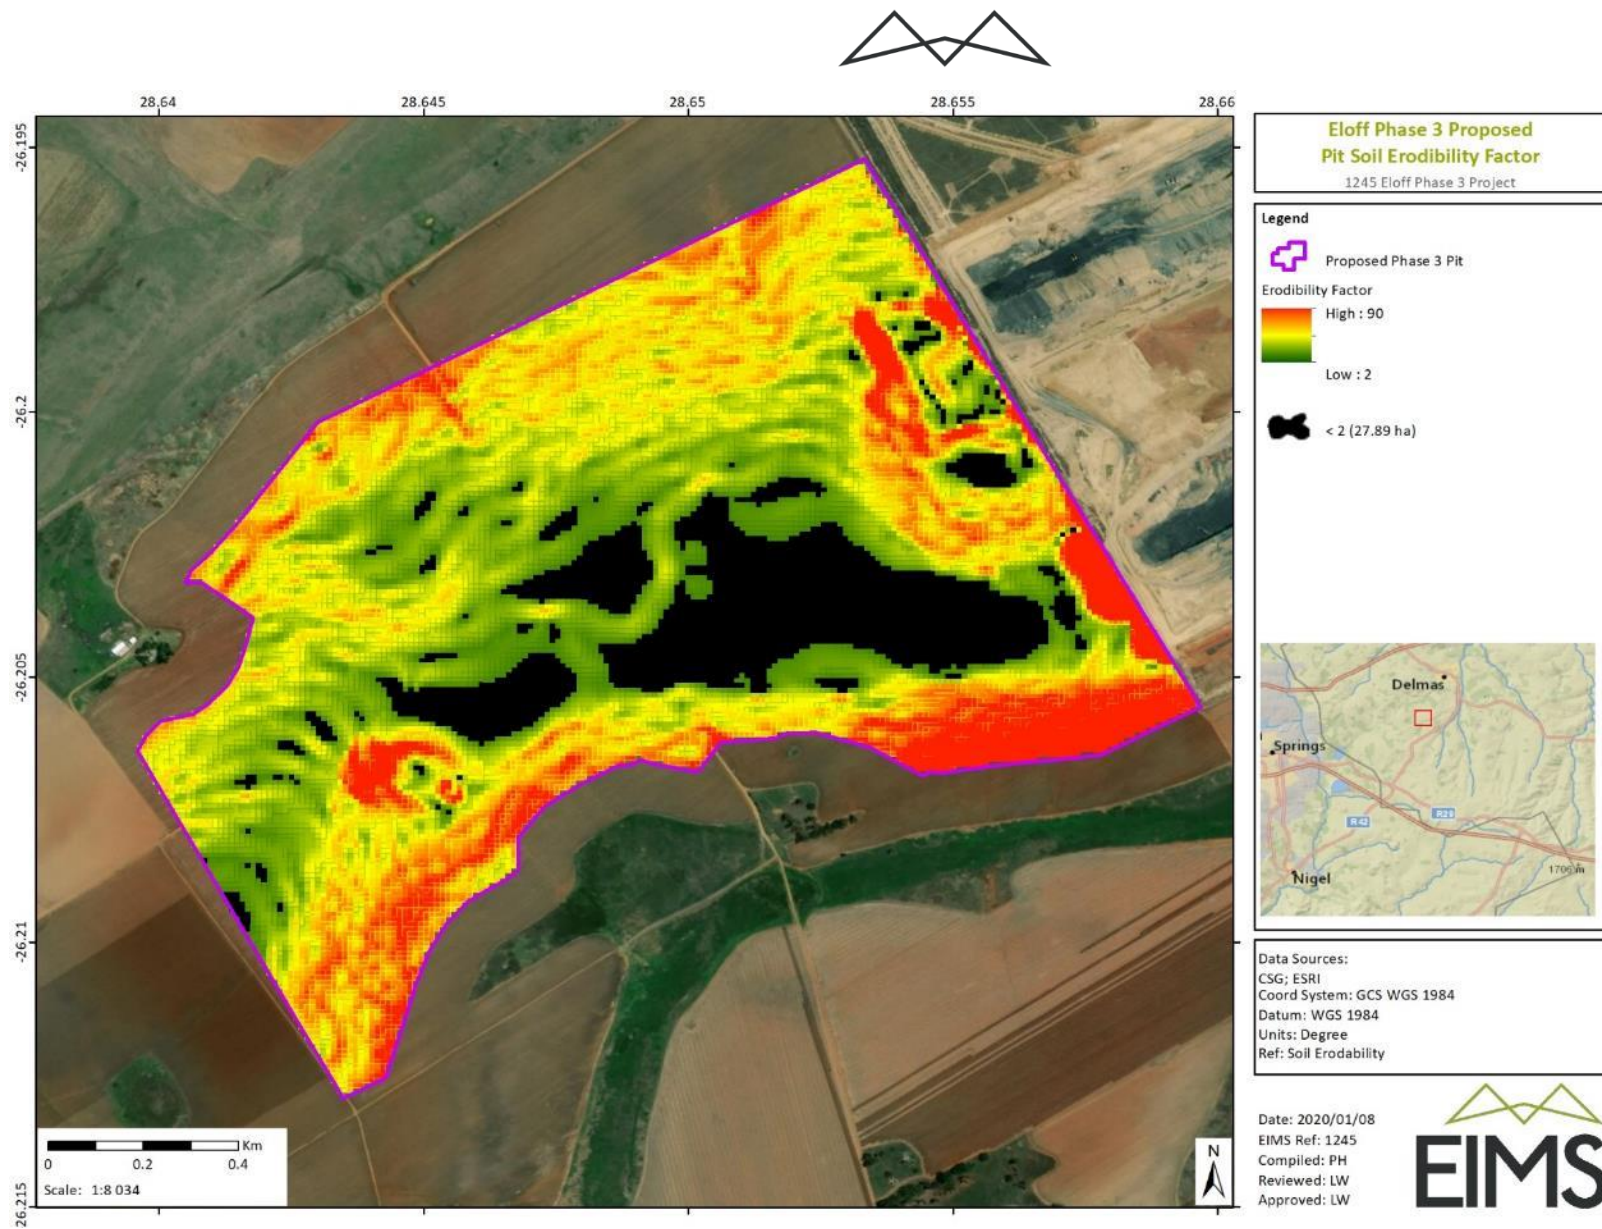 28.64 28.645 28.65 28.655 28.66
-26.195
-26.2
-26.205
-26.21
-26.215
Eloff Phase 3 Proposed
Pit Soil Erodibility Factor
1245 Eloff Phase 3 Project
Legend
Proposed Phase 3 Pit
Erodibility Factor
High : 90
Low : 2
< 2 (27.89 ha)
Delmas
Springs
R42
R29
Nigel
1706 m
Data Sources:
CSG; ESRI
Coord System: GCS WGS 1984
Datum: WGS 1984
Units: Degree
Ref: Soil Erodability
Date: 2020/01/08
EIMS Ref: 1245
Compiled: PH
Reviewed: LW
Approved: LW
EIMS
Km
0 0.2 0.4
Scale: 1:8 034
N